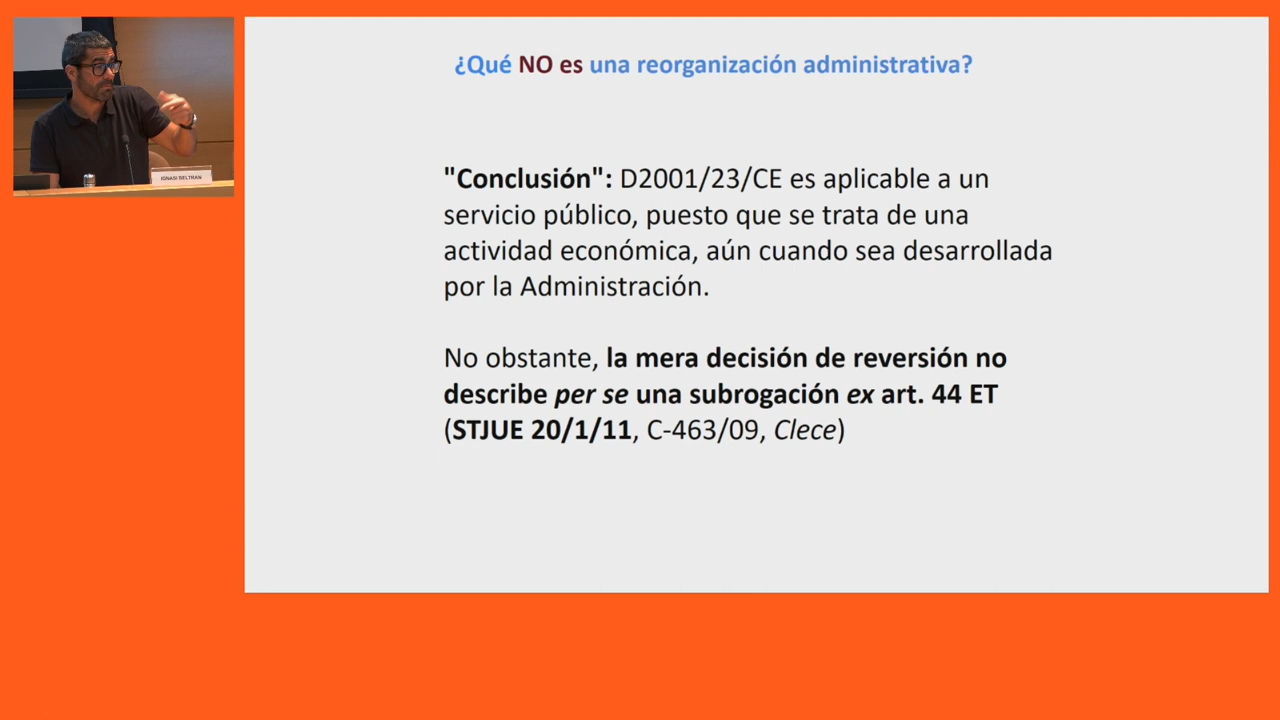 ¿Qué NO es una reorganización administrativa?
"Conclusión": D2001/23/CE es aplicable a un
servicio público, puesto que se trata de una
actividad económica, aún cuando sea desarrollada
por la Administración.
No obstante, la mera decisión de reversión no
describe per se una subrogación ex art. 44 ET
(STJUE 20/1/11, C-463/09, Clece)
IGNASI BELTRAN